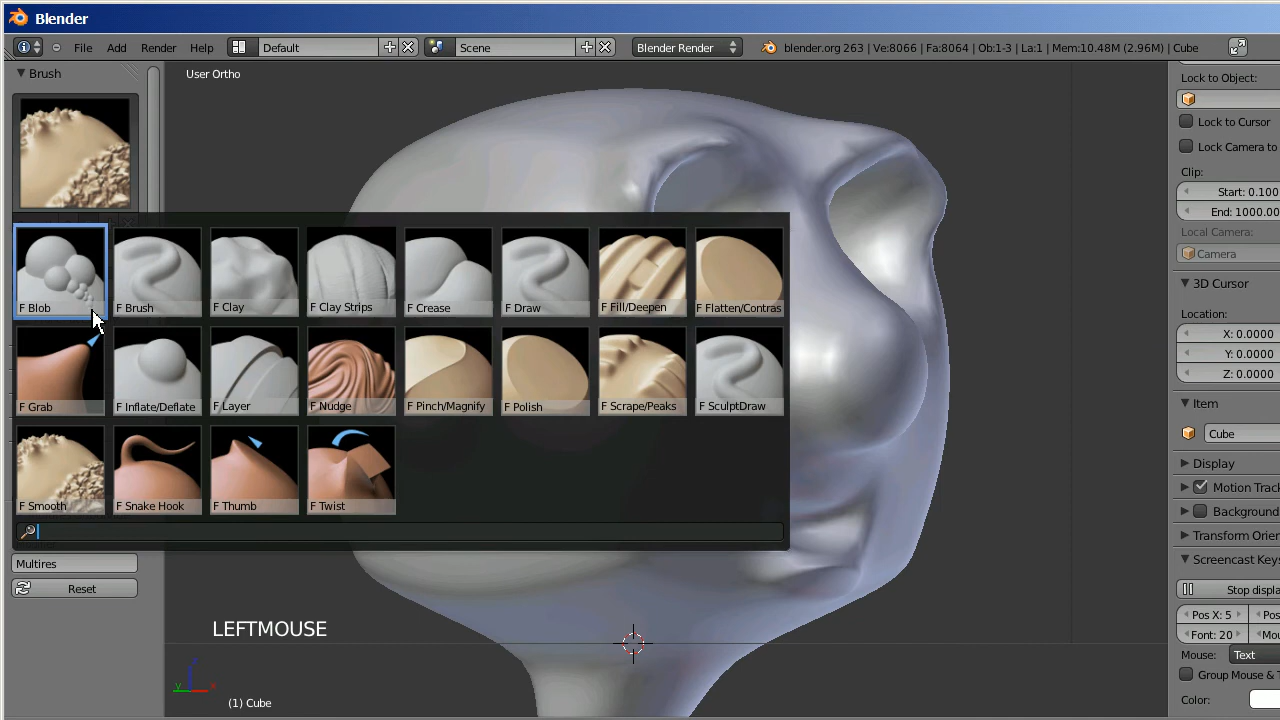 Blender
File Add Render Help Default Scene Blender Render blender.org 263 | Ve:8066 | Fa:8064 | Ob:1-3 | La:1 | Mem:10.48M (2.96M) | Cube
Brush
User Ortho
Lock to Object:
Lock to Cursor
Lock Camera to
Clip:
Start: 0.100
End: 1000.00
Local Camera:
Camera
3D Cursor
Location:
X: 0.0000
Y: 0.0000
Z: 0.0000
Item
Cube
Display
Motion Track
Background
Transform Orie
Screencast Keys
Stop displa
Pos X: 5 Pos
Font: 20 Mou
Mouse: Text
Group Mouse & T
Color:
F Blob F Brush F Clay F Clay Strips F Crease F Draw F Fill/Deepen F Flatten/Contras
F Grab F Inflate/Deflate F Layer F Nudge F Pinch/Magnify F Polish F Scrape/Peaks F SculptDraw
F Smooth F Snake Hook F Thumb F Twist
Multires
Reset
LEFTMOUSE
z
y x
(1) Cube